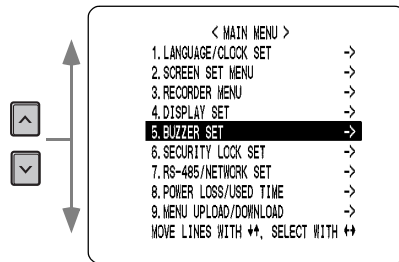 < MAIN MENU >
1. LANGUAGE/CLOCK SET ->
2. SCREEN SET MENU ->
3. RECORDER MENU ->
4. DISPLAY SET ->
5. BUZZER SET ->
6. SECURITY LOCK SET ->
7. RS-485/NETWORK SET ->
8. POWER LOSS/USED TIME ->
9. MENU UPLOAD/DOWNLOAD ->
MOVE LINES WITH ↓↑, SELECT WITH ←→